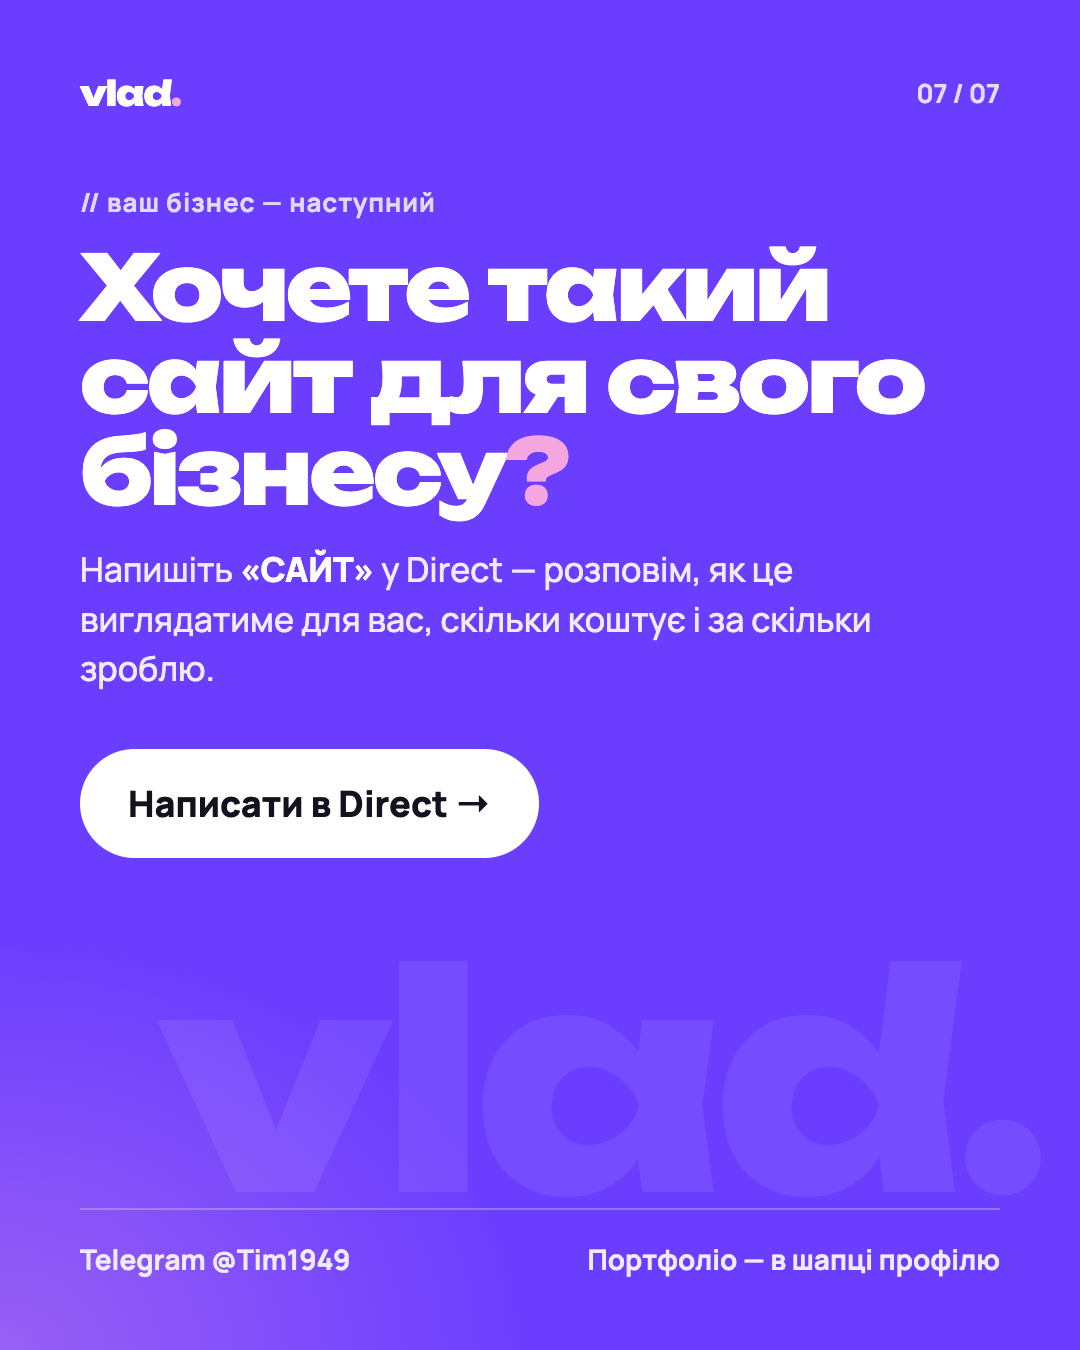 vlad.
07 / 07
// ваш бізнес — наступний
Хочете такий
сайт для свого
бізнесу?
Напишіть «САЙТ» у Direct — розповім, як це
виглядатиме для вас, скільки коштує і за скільки
зроблю.
Написати в Direct →
vlad.
Telegram @Tim1949
Портфоліо — в шапці профілю